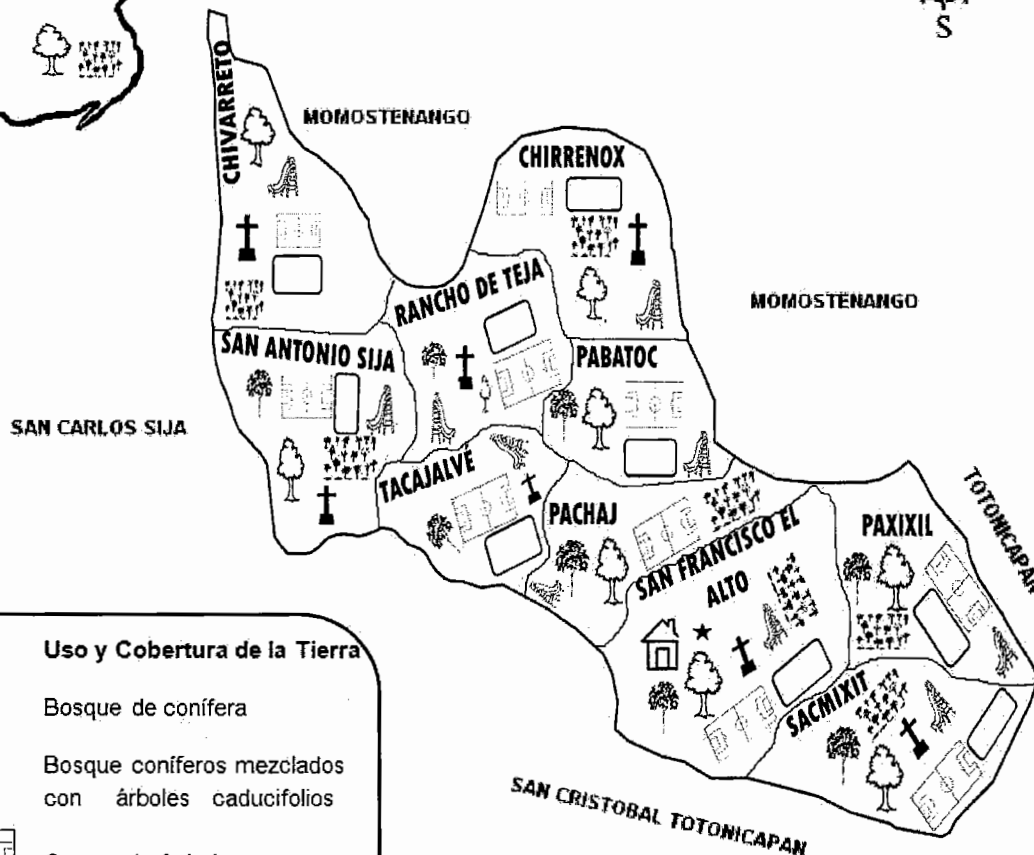 S
CHIVARRETO
MOMOSTENANGO
CHIRRENOX
RANCHO DE TEJA
MOMOSTENANGO
SAN ANTONIO SIJA
PABATOC
SAN CARLOS SIJA
TACAJALVÉ
PACHAJ
SAN FRANCISCO EL
ALTO
PAXIXIL
TOTONICAPAN
SACMIXIT
SAN CRISTOBAL TOTONICAPAN
Uso y Cobertura de la Tierra
Bosque de conífera
Bosque coníferos mezclados
con árboles caducifolios